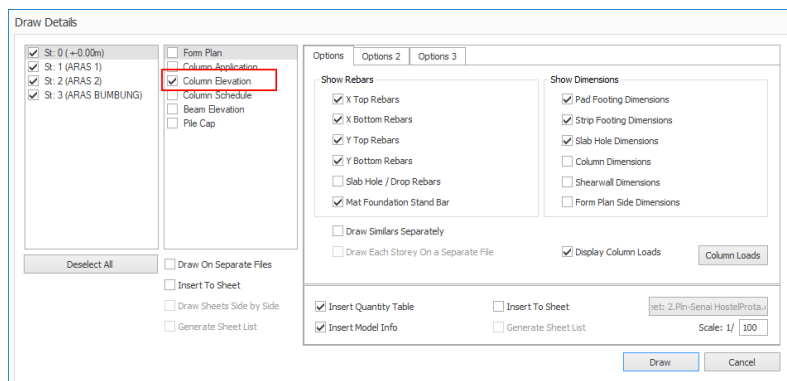 Draw Details
St: 0 ( +-0.00m)
St: 1 (ARAS 1)
St: 2 (ARAS 2)
St: 3 (ARAS BUMBUNG)
Deselect All
Form Plan
Column Application
Column Elevation
Column Schedule
Beam Elevation
Pile Cap
Draw On Separate Files
Insert To Sheet
Draw Sheets Side by Side
Generate Sheet List
Options
Options 2
Options 3
Show Rebars
X Top Rebars
X Bottom Rebars
Y Top Rebars
Y Bottom Rebars
Slab Hole / Drop Rebars
Mat Foundation Stand Bar
Show Dimensions
Pad Footing Dimensions
Strip Footing Dimensions
Slab Hole Dimensions
Column Dimensions
Shearwall Dimensions
Form Plan Side Dimensions
Draw Similars Separately
Draw Each Storey On a Separate File
Display Column Loads
Column Loads
Insert Quantity Table
Insert To Sheet
eet: 2.Pln-Senai HostelProta.
Insert Model Info
Generate Sheet List
Scale: 1/ 100
Draw
Cancel